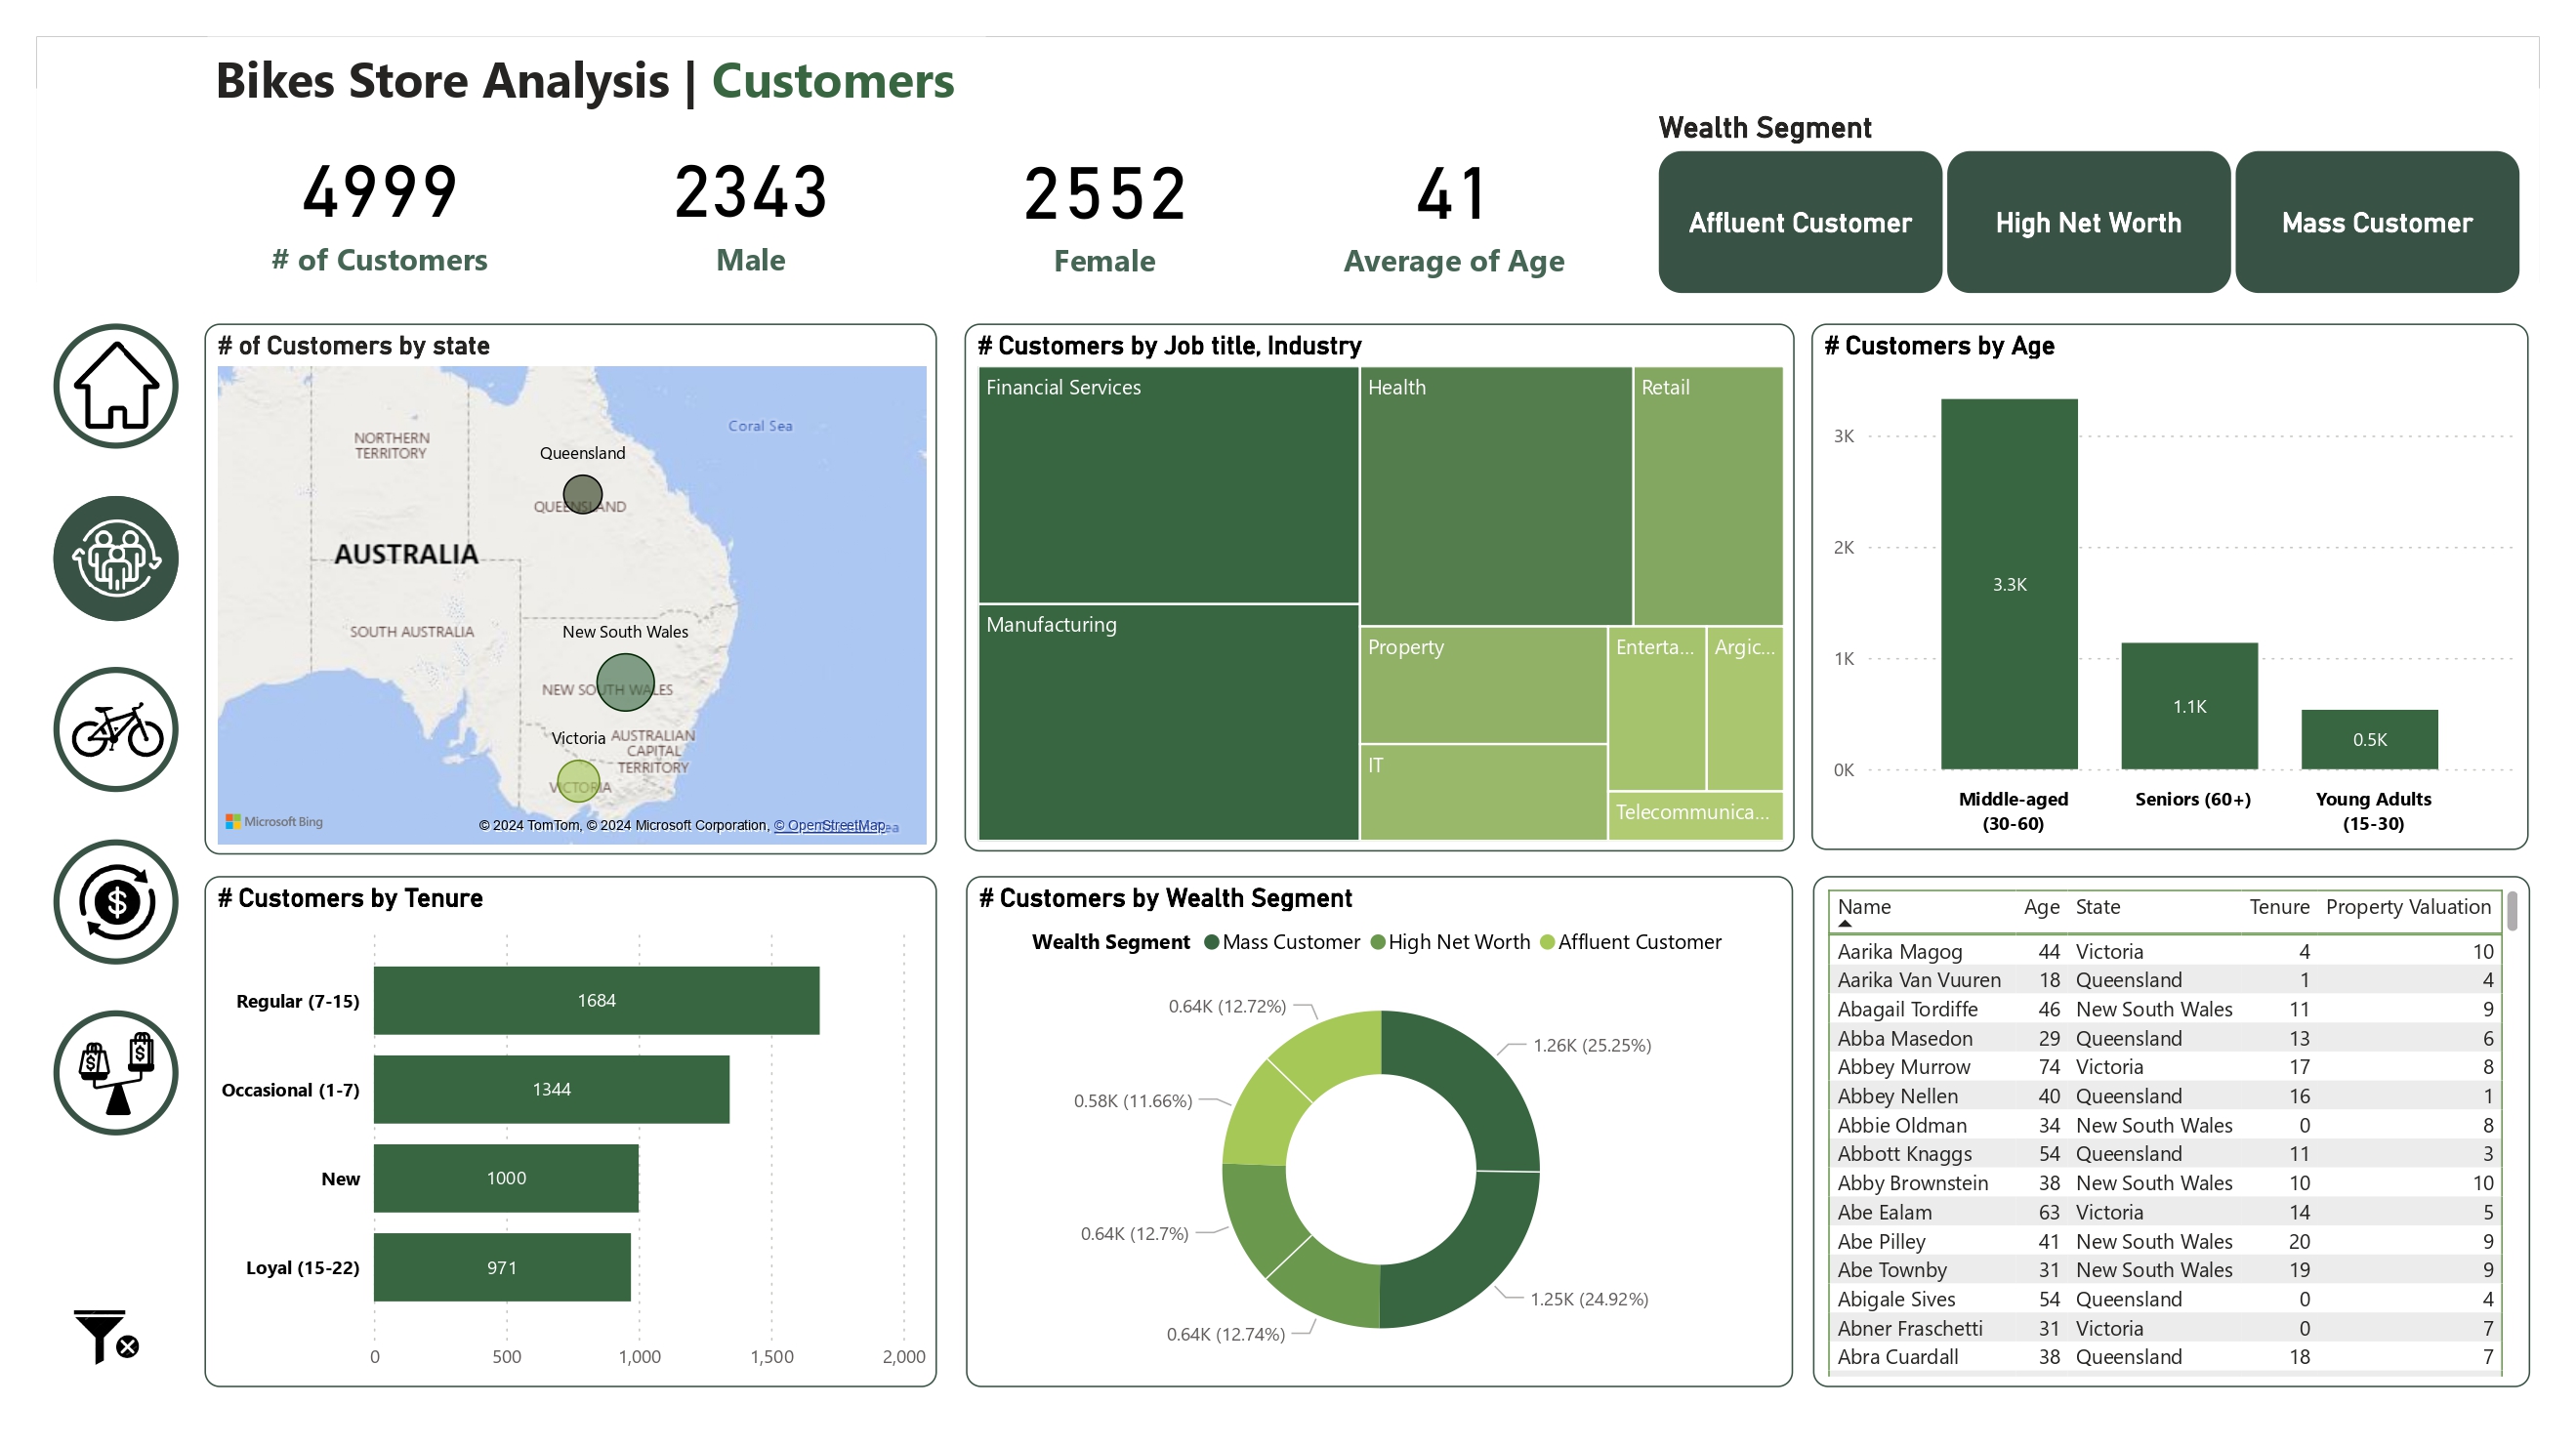 Bikes Store Analysis | Customers
Wealth Segment
4999
# of Customers
2343
Male
2552
Female
41
Average of Age
Affluent Customer
High Net Worth
Mass Customer
# of Customers by state
NORTHERN
TERRITORY
Coral Sea
Queensland
QUEENSLAND
AUSTRALIA
SOUTH AUSTRALIA
New South Wales
NEW SOUTH WALES
Victoria
AUSTRALIAN
CAPITAL
TERRITORY
VICTORIA
Microsoft Bing
© 2024 TomTom, © 2024 Microsoft Corporation, © OpenStreetMap
# Customers by Job title, Industry
Financial Services
Health
Retail
Manufacturing
Property
Enterta...
Argic...
IT
Telecommunica...
# Customers by Age
3K
2K
1K
0K
3.3K
1.1K
0.5K
Middle-aged
(30-60)
Seniors (60+)
Young Adults
(15-30)
# Customers by Tenure
Regular (7-15)
1684
Occasional (1-7)
1344
New
1000
Loyal (15-22)
971
0 500 1,000 1,500 2,000
# Customers by Wealth Segment
Wealth Segment Mass Customer High Net Worth Affluent Customer
0.64K (12.72%)
1.26K (25.25%)
0.58K (11.66%)
0.64K (12.7%)
1.25K (24.92%)
0.64K (12.74%)
Name Age State Tenure Property Valuation
Aarika Magog 44 Victoria 4 10
Aarika Van Vuuren 18 Queensland 1 4
Abagail Tordiffe 46 New South Wales 11 9
Abba Masedon 29 Queensland 13 6
Abbey Murrow 74 Victoria 17 8
Abbey Nellen 40 Queensland 16 1
Abbie Oldman 34 New South Wales 0 8
Abbott Knaggs 54 Queensland 11 3
Abby Brownstein 38 New South Wales 10 10
Abe Ealam 63 Victoria 14 5
Abe Pilley 41 New South Wales 20 9
Abe Townby 31 New South Wales 19 9
Abigale Sives 54 Queensland 0 4
Abner Fraschetti 31 Victoria 0 7
Abra Cuardall 38 Queensland 18 7